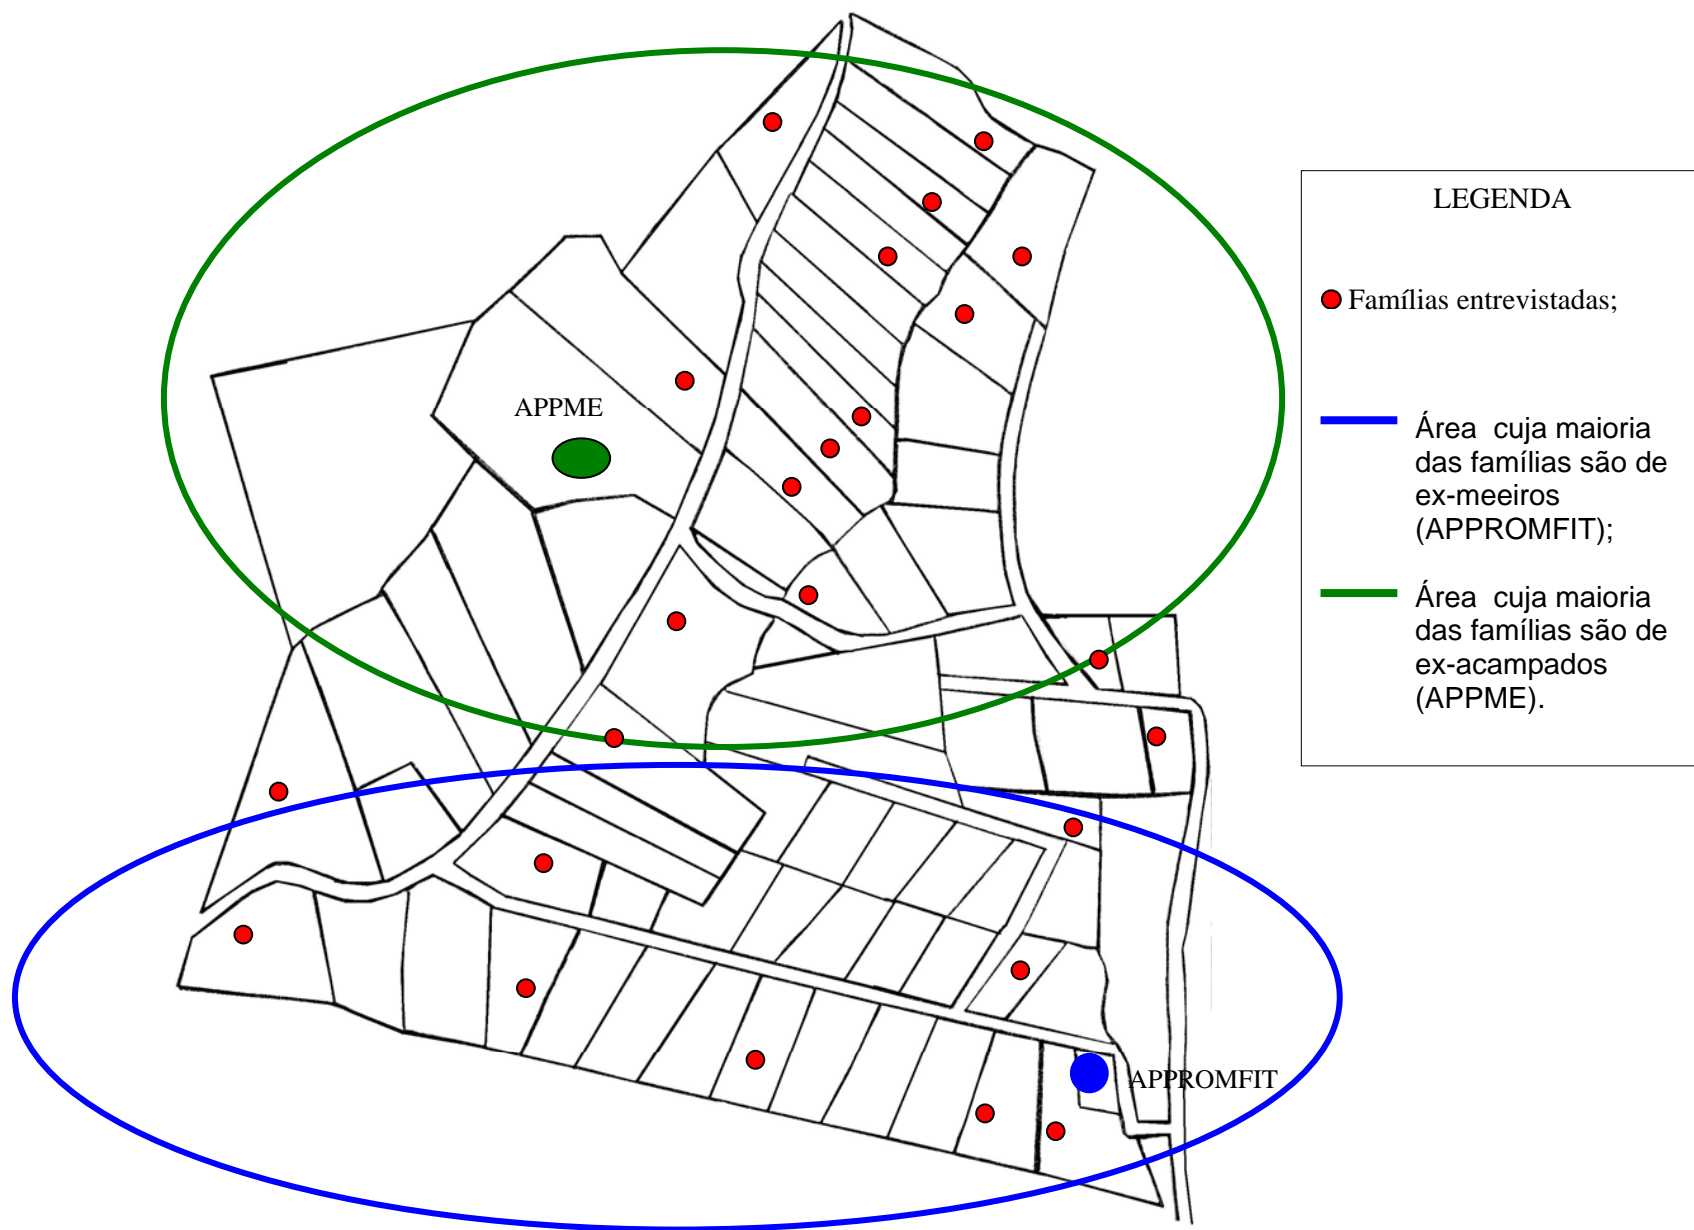 LEGENDA
Famílias entrevistadas;
APPME
Área cuja maioria
das famílias são de
ex-meeiros
(APPROMFIT);
Área cuja maioria
das famílias são de
ex-acampados
(APPME).
APPROMFIT